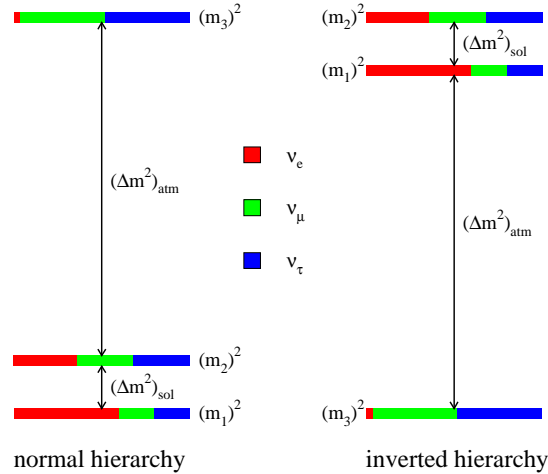 (m₃)²
(m₂)²
(Δm²)sol
(m₁)²
νe
(Δm²)atm
νμ
(Δm²)atm
ντ
(m₂)²
(Δm²)sol
(m₁)²
(m₃)²
normal hierarchy
inverted hierarchy